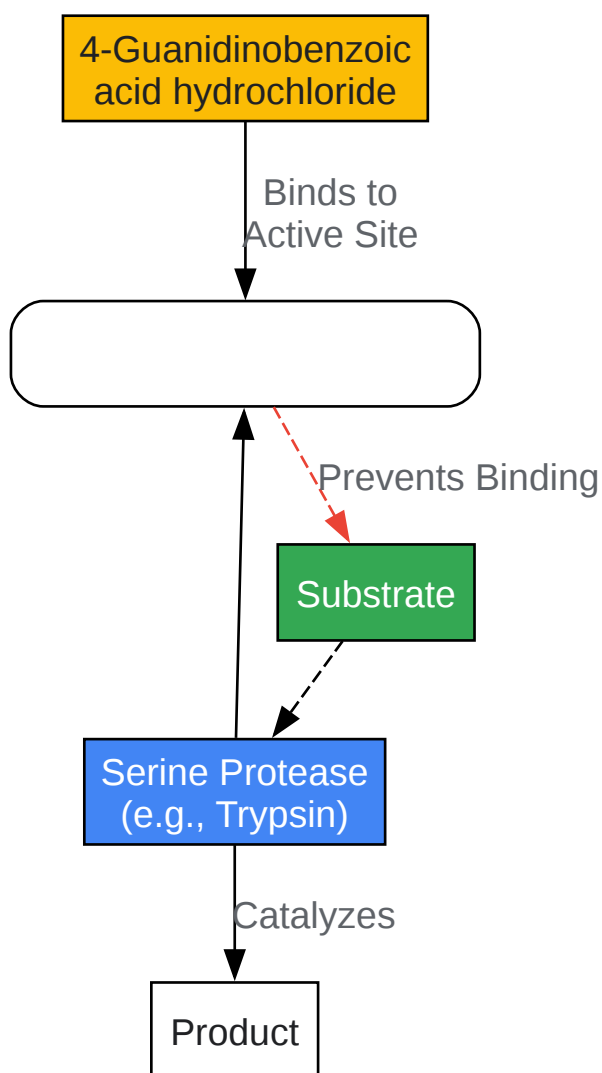 4-Guanidinobenzoic
acid hydrochloride
Binds to
Active Site
Prevents Binding
Substrate
Serine Protease
(e.g., Trypsin)
Catalyzes
Product